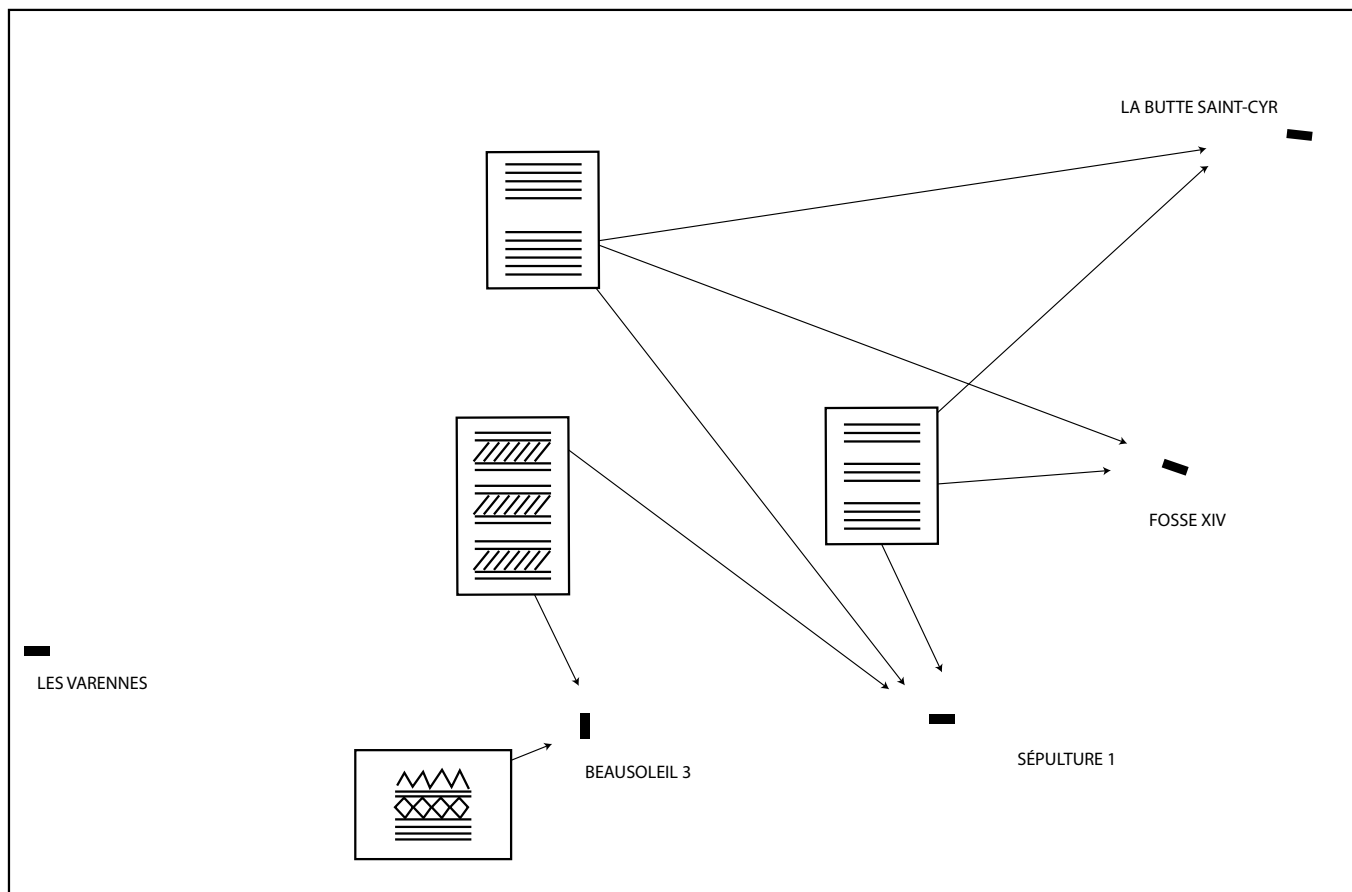 LA BUTTE SAINT-CYR
FOSSE XIV
LES VARENNES
SÉPULTURE 1
BEAUSOLEIL 3